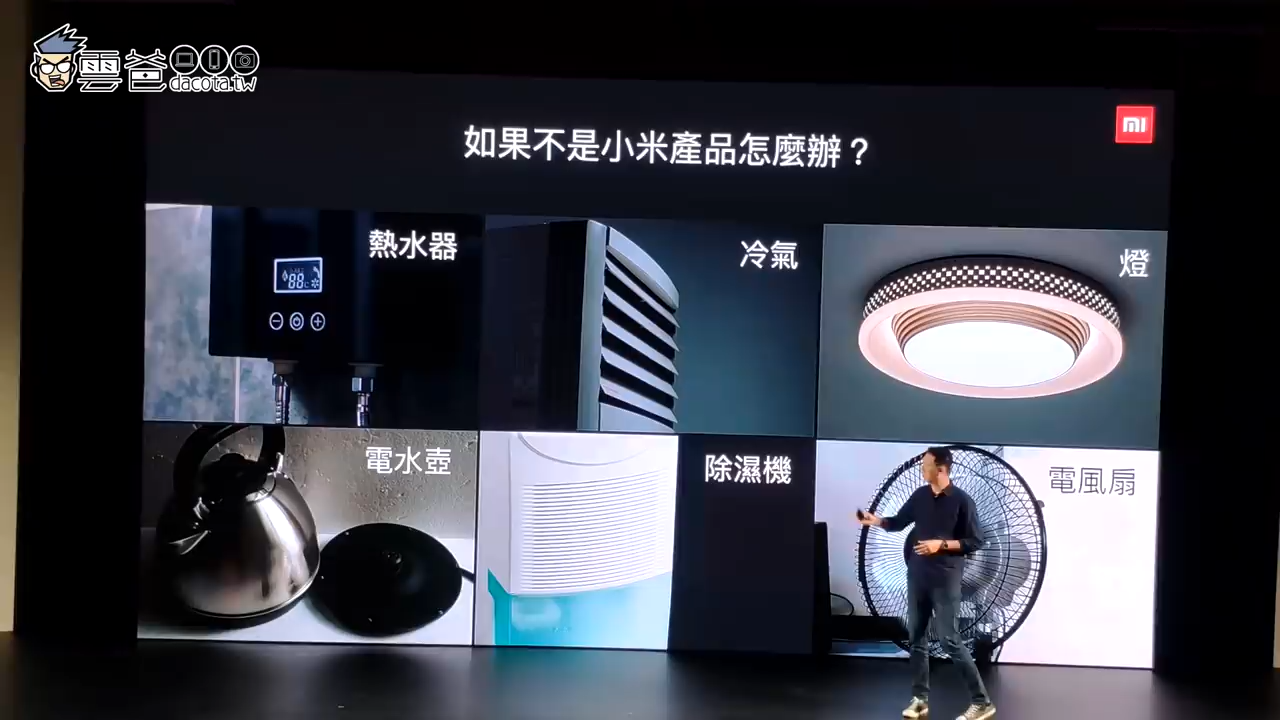 雲爸
dacota.tw
mi
如果不是小米產品怎麼辦？
熱水器
冷氣
燈
88
電水壺
除濕機
電風扇